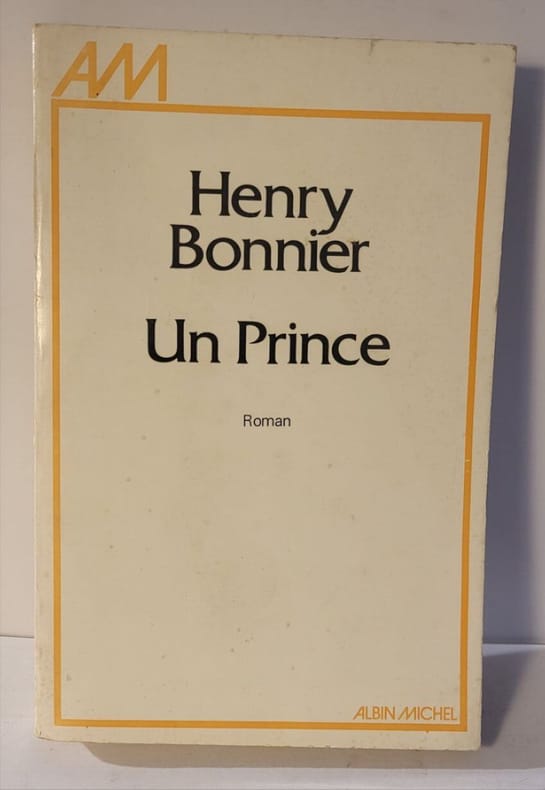 AM
Henry
Bonnier
Un Prince
Roman
ALBIN MICHEL